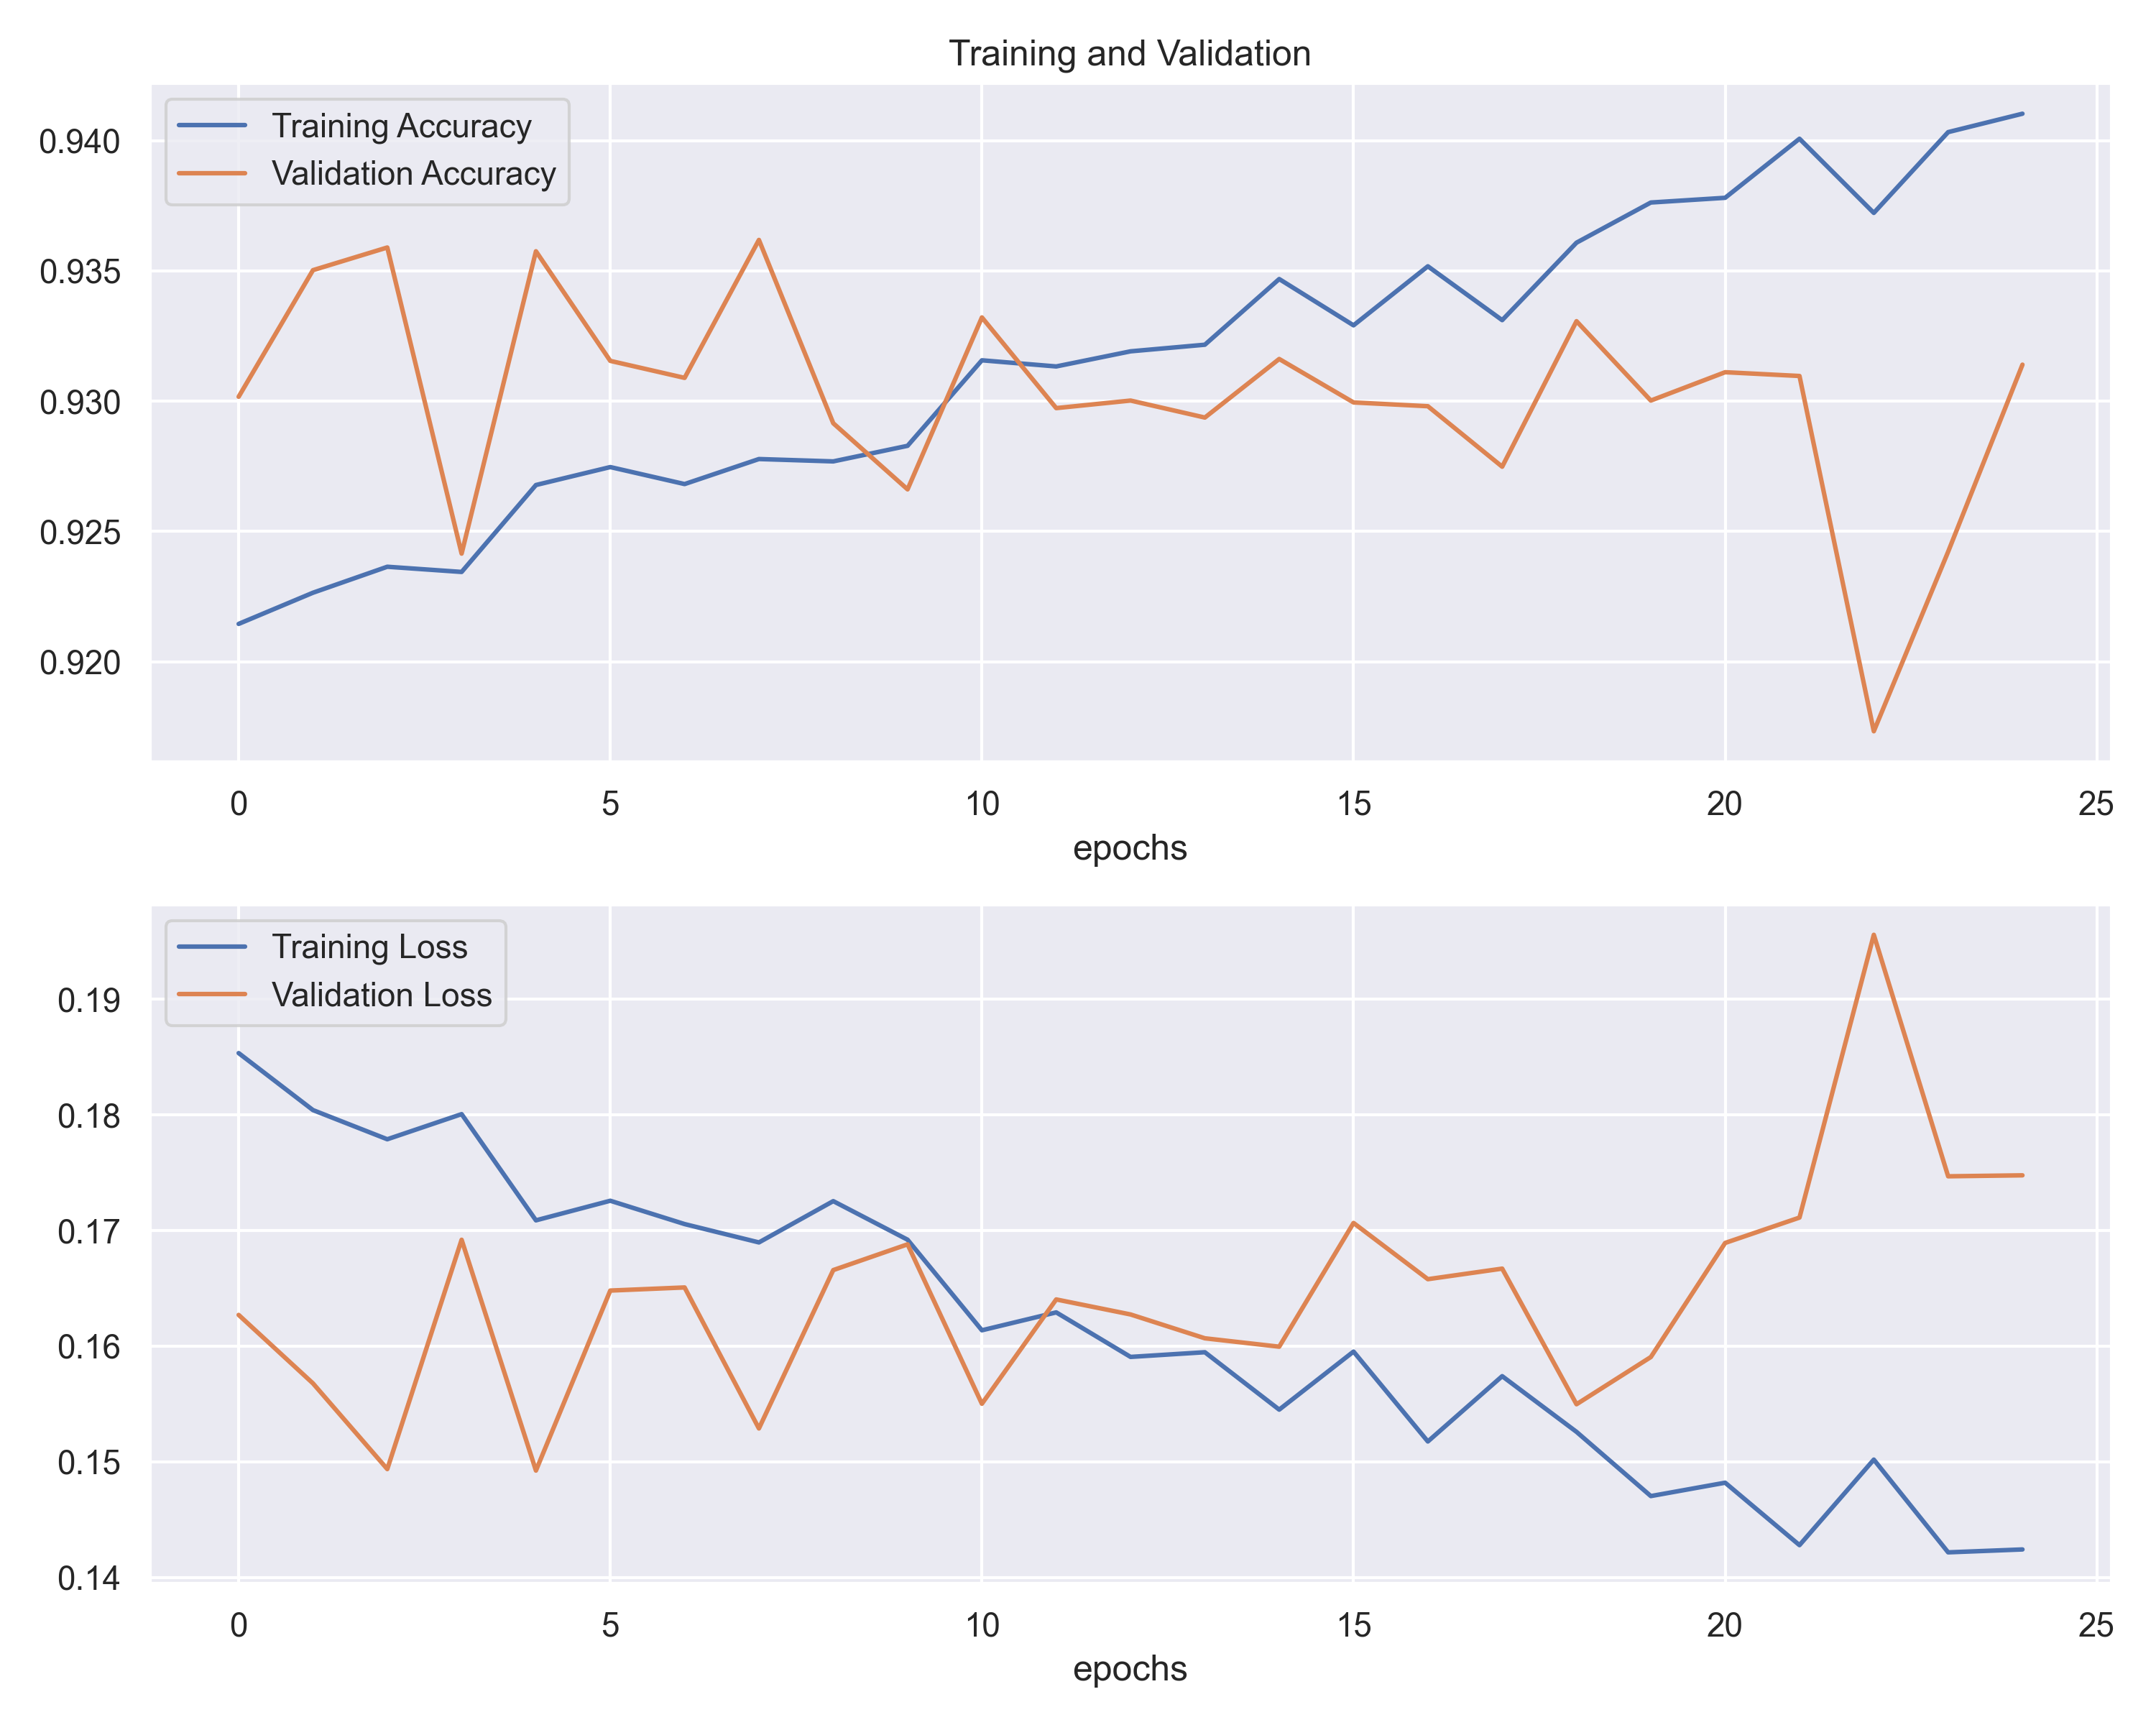 Training and Validation
Training Accuracy
Validation Accuracy
0.940
0.935
0.930
0.925
0.920
0 5 10 15 20 25
epochs
Training Loss
Validation Loss
0.19
0.18
0.17
0.16
0.15
0.14
0 5 10 15 20 25
epochs